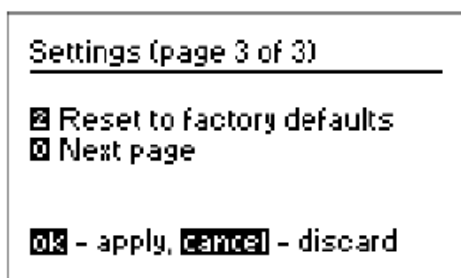 Settings (page 3 of 3)
2 Reset to factory defaults
0 Next page
ok - apply, cancel - discard